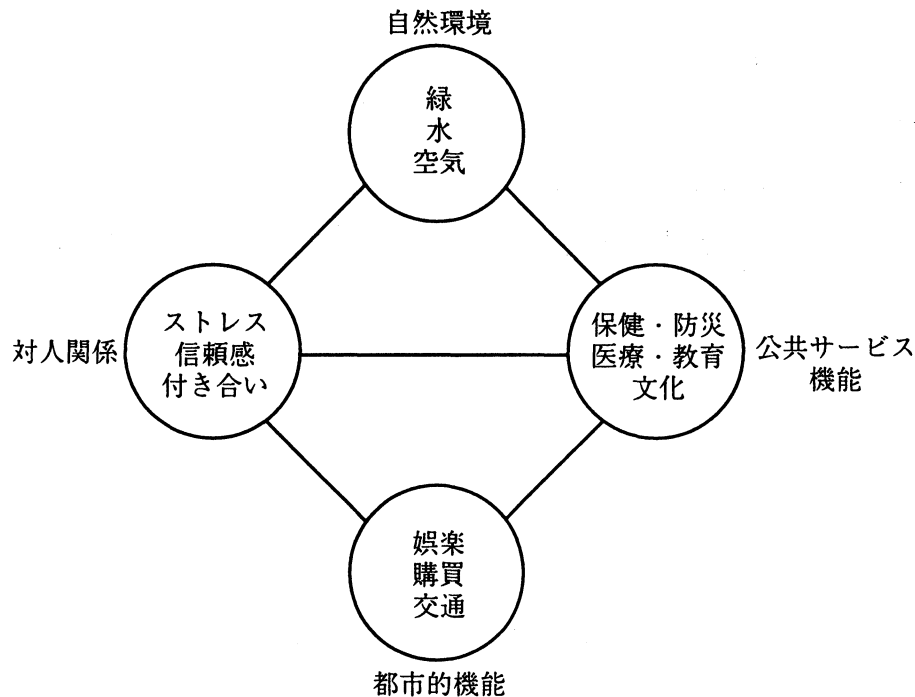 自然環境
緑
水
空気
対人関係
ストレス
信頼感
付き合い
保健・防災
医療・教育
文化
公共サービス
機能
娯楽
購買
交通
都市的機能